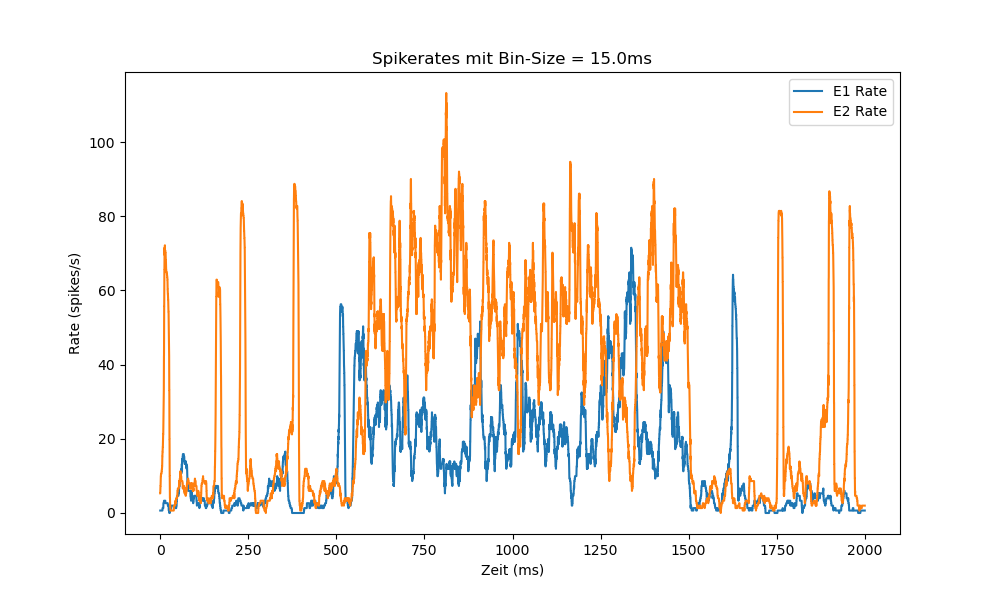 Spikerates mit Bin-Size = 15.0ms
E1 Rate
E2 Rate
Rate (spikes/s)
100
80
60
40
20
0
0 250 500 750 1000 1250 1500 1750 2000
Zeit (ms)